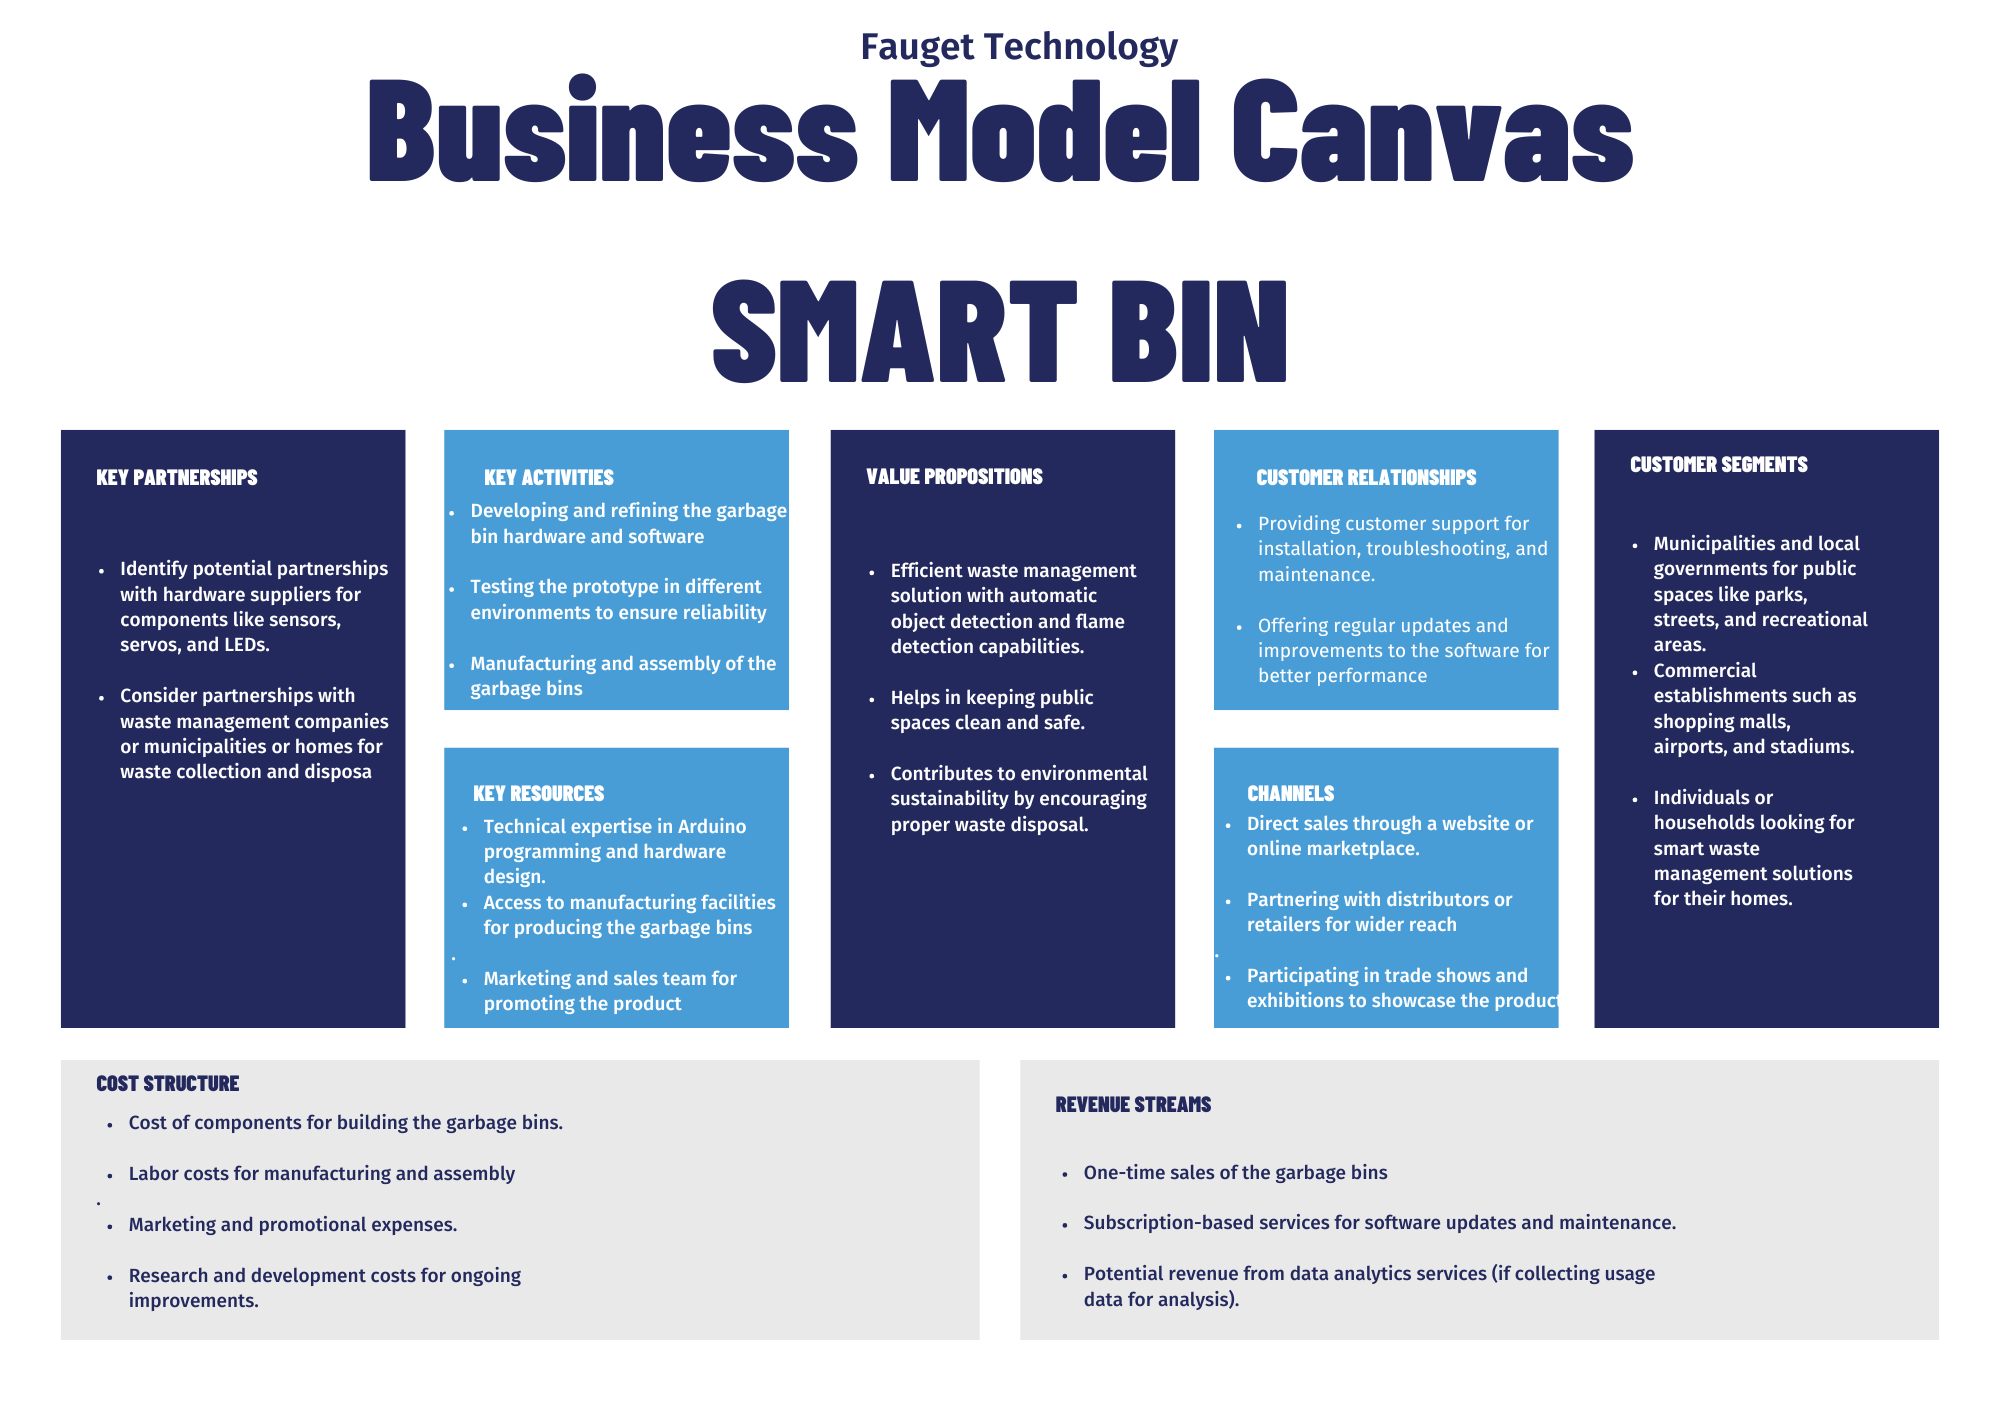 Fauget Technology
Business Model Canvas
SMART BIN
KEY PARTNERSHIPS
• Identify potential partnerships
with hardware suppliers for
components like sensors,
servos, and LEDs.
• Consider partnerships with
waste management companies
or municipalities or homes for
waste collection and disposa
KEY ACTIVITIES
• Developing and refining the garbage
bin hardware and software
• Testing the prototype in different
environments to ensure reliability
• Manufacturing and assembly of the
garbage bins
KEY RESOURCES
• Technical expertise in Arduino
programming and hardware
design.
• Access to manufacturing facilities
for producing the garbage bins
• Marketing and sales team for
promoting the product
VALUE PROPOSITIONS
• Efficient waste management
solution with automatic
object detection and flame
detection capabilities.
• Helps in keeping public
spaces clean and safe.
• Contributes to environmental
sustainability by encouraging
proper waste disposal.
CUSTOMER RELATIONSHIPS
• Providing customer support for
installation, troubleshooting, and
maintenance.
• Offering regular updates and
improvements to the software for
better performance
CHANNELS
• Direct sales through a website or
online marketplace.
• Partnering with distributors or
retailers for wider reach
• Participating in trade shows and
exhibitions to showcase the product
CUSTOMER SEGMENTS
• Municipalities and local
governments for public
spaces like parks,
streets, and recreational
areas.
• Commercial
establishments such as
shopping malls,
airports, and stadiums.
• Individuals or
households looking for
smart waste
management solutions
for their homes.
COST STRUCTURE
• Cost of components for building the garbage bins.
• Labor costs for manufacturing and assembly
• Marketing and promotional expenses.
• Research and development costs for ongoing
improvements.
REVENUE STREAMS
• One-time sales of the garbage bins
• Subscription-based services for software updates and maintenance.
• Potential revenue from data analytics services (if collecting usage
data for analysis).